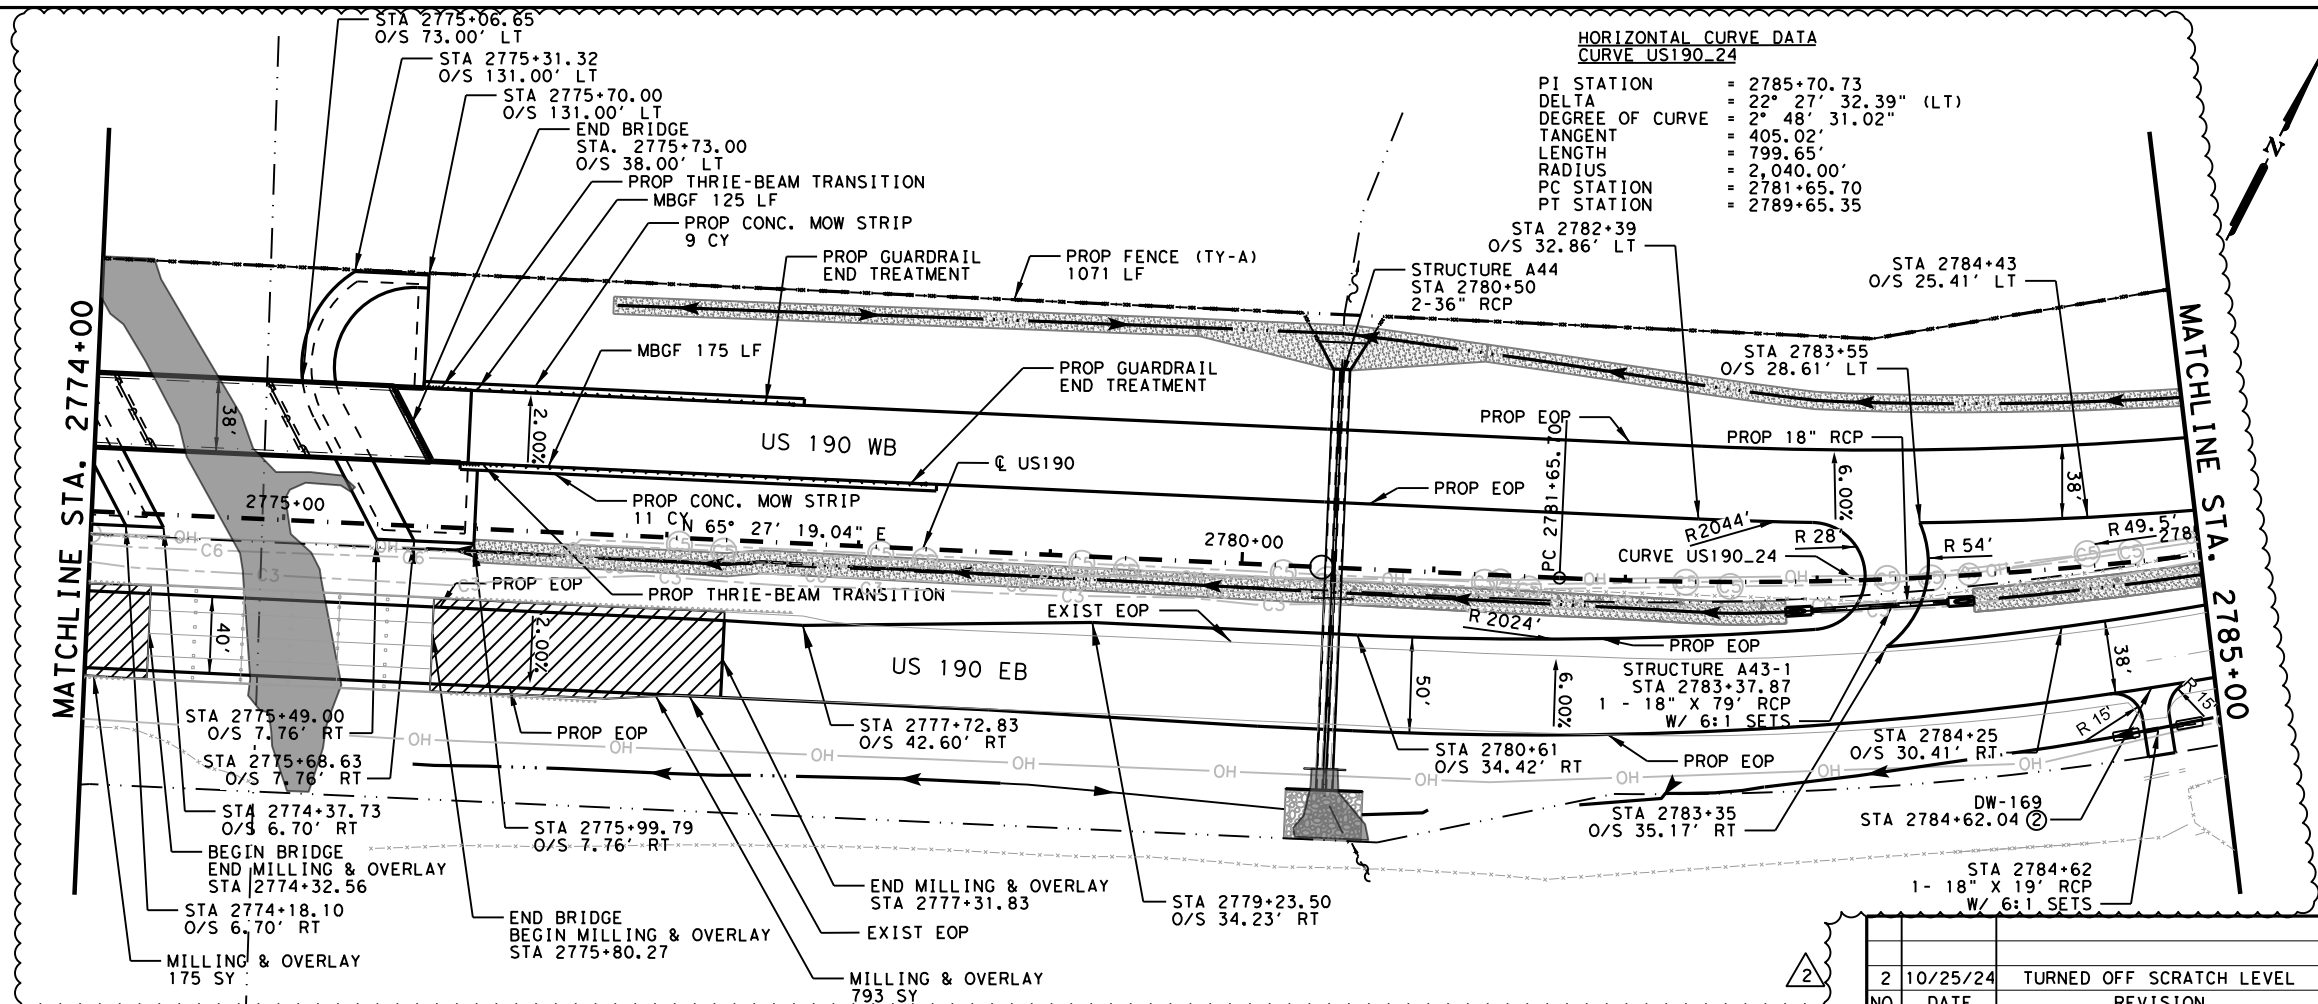 STA 2775+06.65
O/S 73.00' LT
STA 2775+31.32
O/S 131.00' LT
STA 2775+70.00
O/S 131.00' LT
END BRIDGE
STA. 2775+73.00
O/S 38.00' LT
PROP THRIE-BEAM TRANSITION
MBGF 125 LF
PROP CONC. MOW STRIP
9 CY
PROP GUARDRAIL
END TREATMENT
PROP FENCE (TY-A)
1071 LF
HORIZONTAL CURVE DATA
CURVE US190_24
PI STATION = 2785+70.73
DELTA = 22° 27' 32.39" (LT)
DEGREE OF CURVE = 2° 48' 31.02"
TANGENT = 405.02'
LENGTH = 799.65'
RADIUS = 2,040.00'
PC STATION = 2781+65.70
PT STATION = 2789+65.35
N
STA 2782+39
O/S 32.86' LT
STRUCTURE A44
STA 2780+50
2-36" RCP
STA 2784+43
O/S 25.41' LT
STA 2783+55
O/S 28.61' LT
MATCHLINE STA. 2774+00
MATCHLINE STA. 2785+00
MBGF 175 LF
PROP GUARDRAIL
END TREATMENT
38'
2.00%
US 190 WB
PROP EOP
PROP 18" RCP
℄ US190
PROP EOP
PC 2781+65.70
6.00%
38'
2775+00
PROP CONC. MOW STRIP
11 CY
N 65° 27' 19.04" E
2780+00
R2044'
R 28'
R 54'
R 49.5'
278
CURVE US190_24
OH
C6
C3
C5
PROP EOP
PROP THRIE-BEAM TRANSITION
EXIST EOP
R 2024'
PROP EOP
40'
2.00%
US 190 EB
50'
6.00%
38'
STRUCTURE A43-1
STA 2783+37.87
1 - 18" X 79' RCP
W/ 6:1 SETS
R 15'
R 15'
STA 2775+49.00
O/S 7.76' RT
PROP EOP
STA 2777+72.83
O/S 42.60' RT
STA 2780+61
O/S 34.42' RT
PROP EOP
STA 2784+25
O/S 30.41' RT
STA 2775+68.63
O/S 7.76' RT
OH OH OH OH OH OH OH OH OH
STA 2774+37.73
O/S 6.70' RT
STA 2775+99.79
O/S 7.76' RT
STA 2783+35
O/S 35.17' RT
DW-169
STA 2784+62.04 ②
BEGIN BRIDGE
END MILLING & OVERLAY
STA 2774+32.56
STA 2774+18.10
O/S 6.70' RT
END BRIDGE
BEGIN MILLING & OVERLAY
STA 2775+80.27
END MILLING & OVERLAY
STA 2777+31.83
EXIST EOP
STA 2779+23.50
O/S 34.23' RT
STA 2784+62
1- 18" X 19' RCP
W/ 6:1 SETS
MILLING & OVERLAY
175 SY
MILLING & OVERLAY
793 SY
2
2 10/25/24 TURNED OFF SCRATCH LEVEL
NO. DATE REVISION